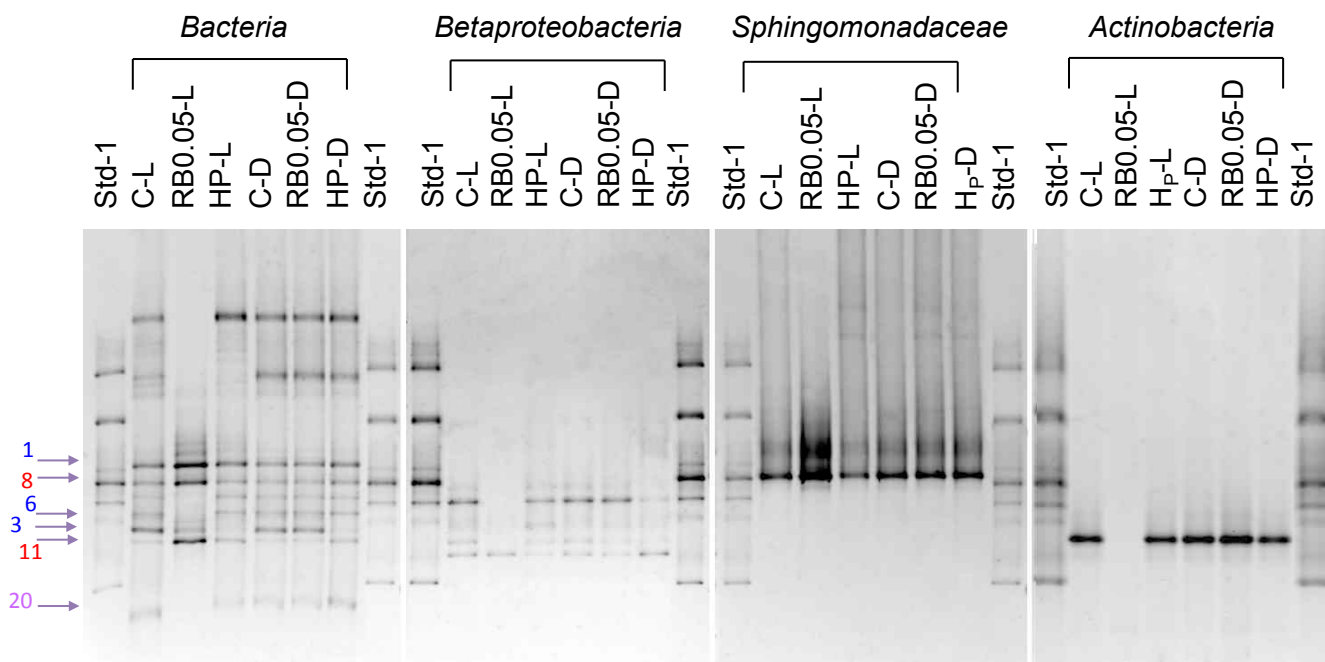 Bacteria
Betaproteobacteria
Sphingomonadaceae
Actinobacteria
Std-1
C-L
RB0.05-L
HP-L
C-D
RB0.05-D
HP-D
Std-1
Std-1
C-L
RB0.05-L
HP-L
C-D
RB0.05-D
HP-D
Std-1
Std-1
C-L
RB0.05-L
HP-L
C-D
RB0.05-D
HP-D
Std-1
Std-1
C-L
RB0.05-L
HP-L
C-D
RB0.05-D
HP-D
Std-1
1
8
6
3
11
20